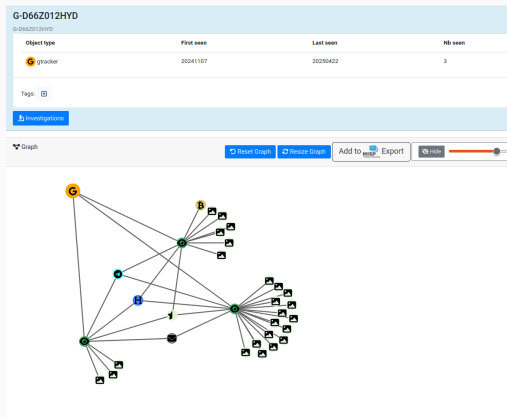 G-D66Z012HYD
G-D66Z012HYD
Object type First seen Last seen Nb seen
G gtracker 20241107 20250422 3
Tags:
Investigations
Graph
Reset Graph Resize Graph Add to MISP Export Hide
G
B
H